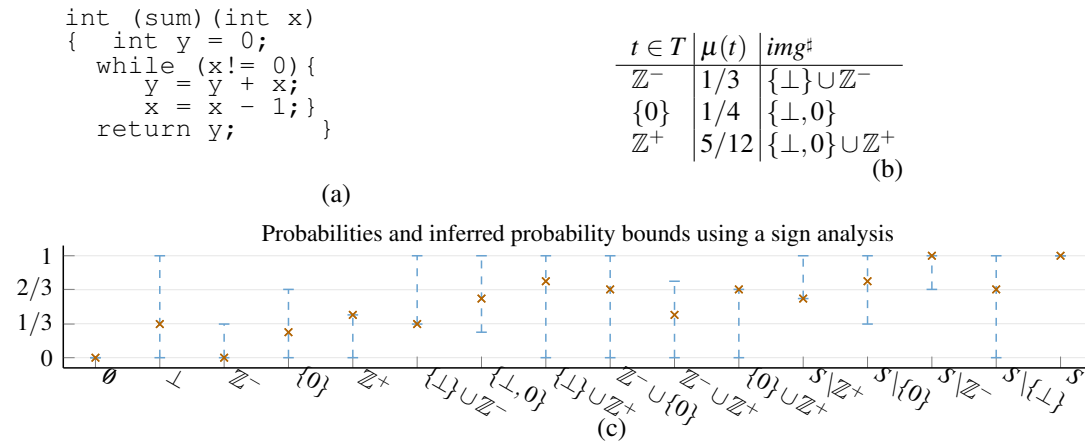 int (sum)(int x)
{ int y = 0;
while (x!= 0){
y = y + x;
x = x - 1;}
return y; }
(a)
t ∈ T | μ(t) | img♯
ℤ⁻ | 1/3 | {⊥}∪ℤ⁻
{0} | 1/4 | {⊥,0}
ℤ⁺ | 5/12 | {⊥,0}∪ℤ⁺
(b)
Probabilities and inferred probability bounds using a sign analysis
1
2/3
1/3
0
∅
⊥
ℤ⁻
{0}
ℤ⁺
{⊥}∪ℤ⁻
{⊥,0}
{⊥}∪ℤ⁺
ℤ⁻∪{0}
ℤ⁻∪ℤ⁺
{0}∪ℤ⁺
S|ℤ⁺
S|{0}
S|ℤ⁻
S|{⊥}
S
(c)